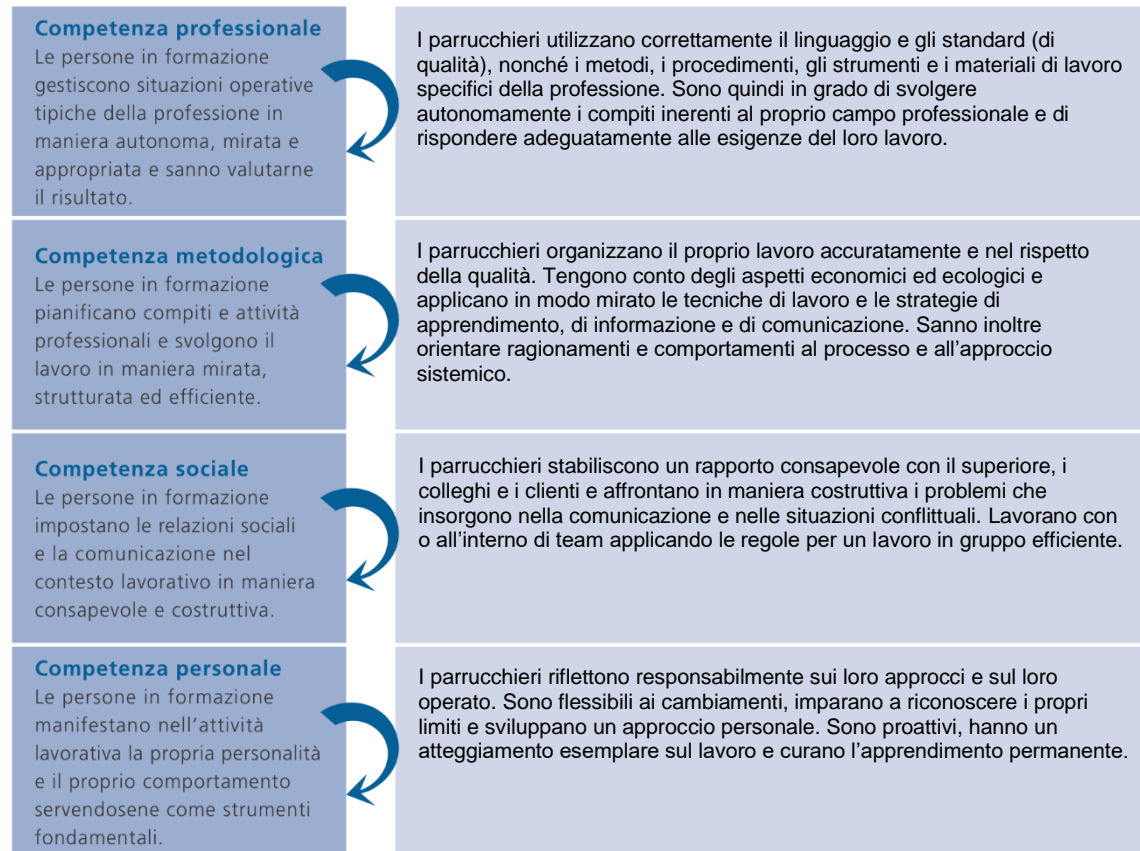 Competenza professionale
Le persone in formazione
gestiscono situazioni operative
tipiche della professione in
maniera autonoma, mirata e
appropriata e sanno valutarne
il risultato.
I parrucchieri utilizzano correttamente il linguaggio e gli standard (di
qualità), nonché i metodi, i procedimenti, gli strumenti e i materiali di lavoro
specifici della professione. Sono quindi in grado di svolgere
autonomamente i compiti inerenti al proprio campo professionale e di
rispondere adeguatamente alle esigenze del loro lavoro.
Competenza metodologica
Le persone in formazione
pianificano compiti e attività
professionali e svolgono il
lavoro in maniera mirata,
strutturata ed efficiente.
I parrucchieri organizzano il proprio lavoro accuratamente e nel rispetto
della qualità. Tengono conto degli aspetti economici ed ecologici e
applicano in modo mirato le tecniche di lavoro e le strategie di
apprendimento, di informazione e di comunicazione. Sanno inoltre
orientare ragionamenti e comportamenti al processo e all’approccio
sistemico.
Competenza sociale
Le persone in formazione
impostano le relazioni sociali
e la comunicazione nel
contesto lavorativo in maniera
consapevole e costruttiva.
I parrucchieri stabiliscono un rapporto consapevole con il superiore, i
colleghi e i clienti e affrontano in maniera costruttiva i problemi che
insorgono nella comunicazione e nelle situazioni conflittuali. Lavorano con
o all’interno di team applicando le regole per un lavoro in gruppo efficiente.
Competenza personale
Le persone in formazione
manifestano nell’attività
lavorativa la propria personalità
e il proprio comportamento
servendosene come strumenti
fondamentali.
I parrucchieri riflettono responsabilmente sui loro approcci e sul loro
operato. Sono flessibili ai cambiamenti, imparano a riconoscere i propri
limiti e sviluppano un approccio personale. Sono proattivi, hanno un
atteggiamento esemplare sul lavoro e curano l’apprendimento permanente.